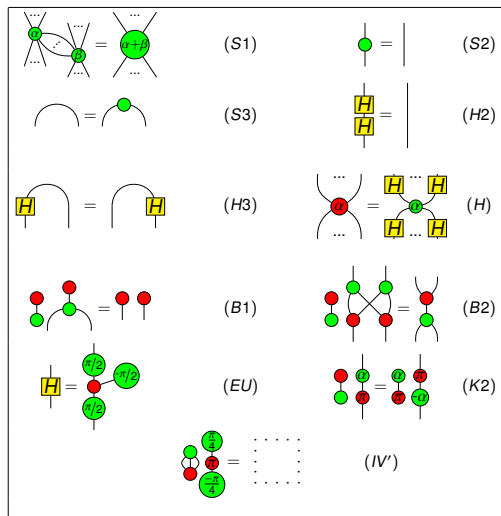 ... ... ... ...
α β ... = α+β (S1)
... ... ...
= (S2)
= (S3)
H H = (H2)
H = H (H3)
... α ... = H ... H α H ... H (H)
= (B1)
= (B2)
H = π/2 -π/2 π/2 (EU)
α π = α π π -α (K2)
π/4 π -π/4 = (IV')